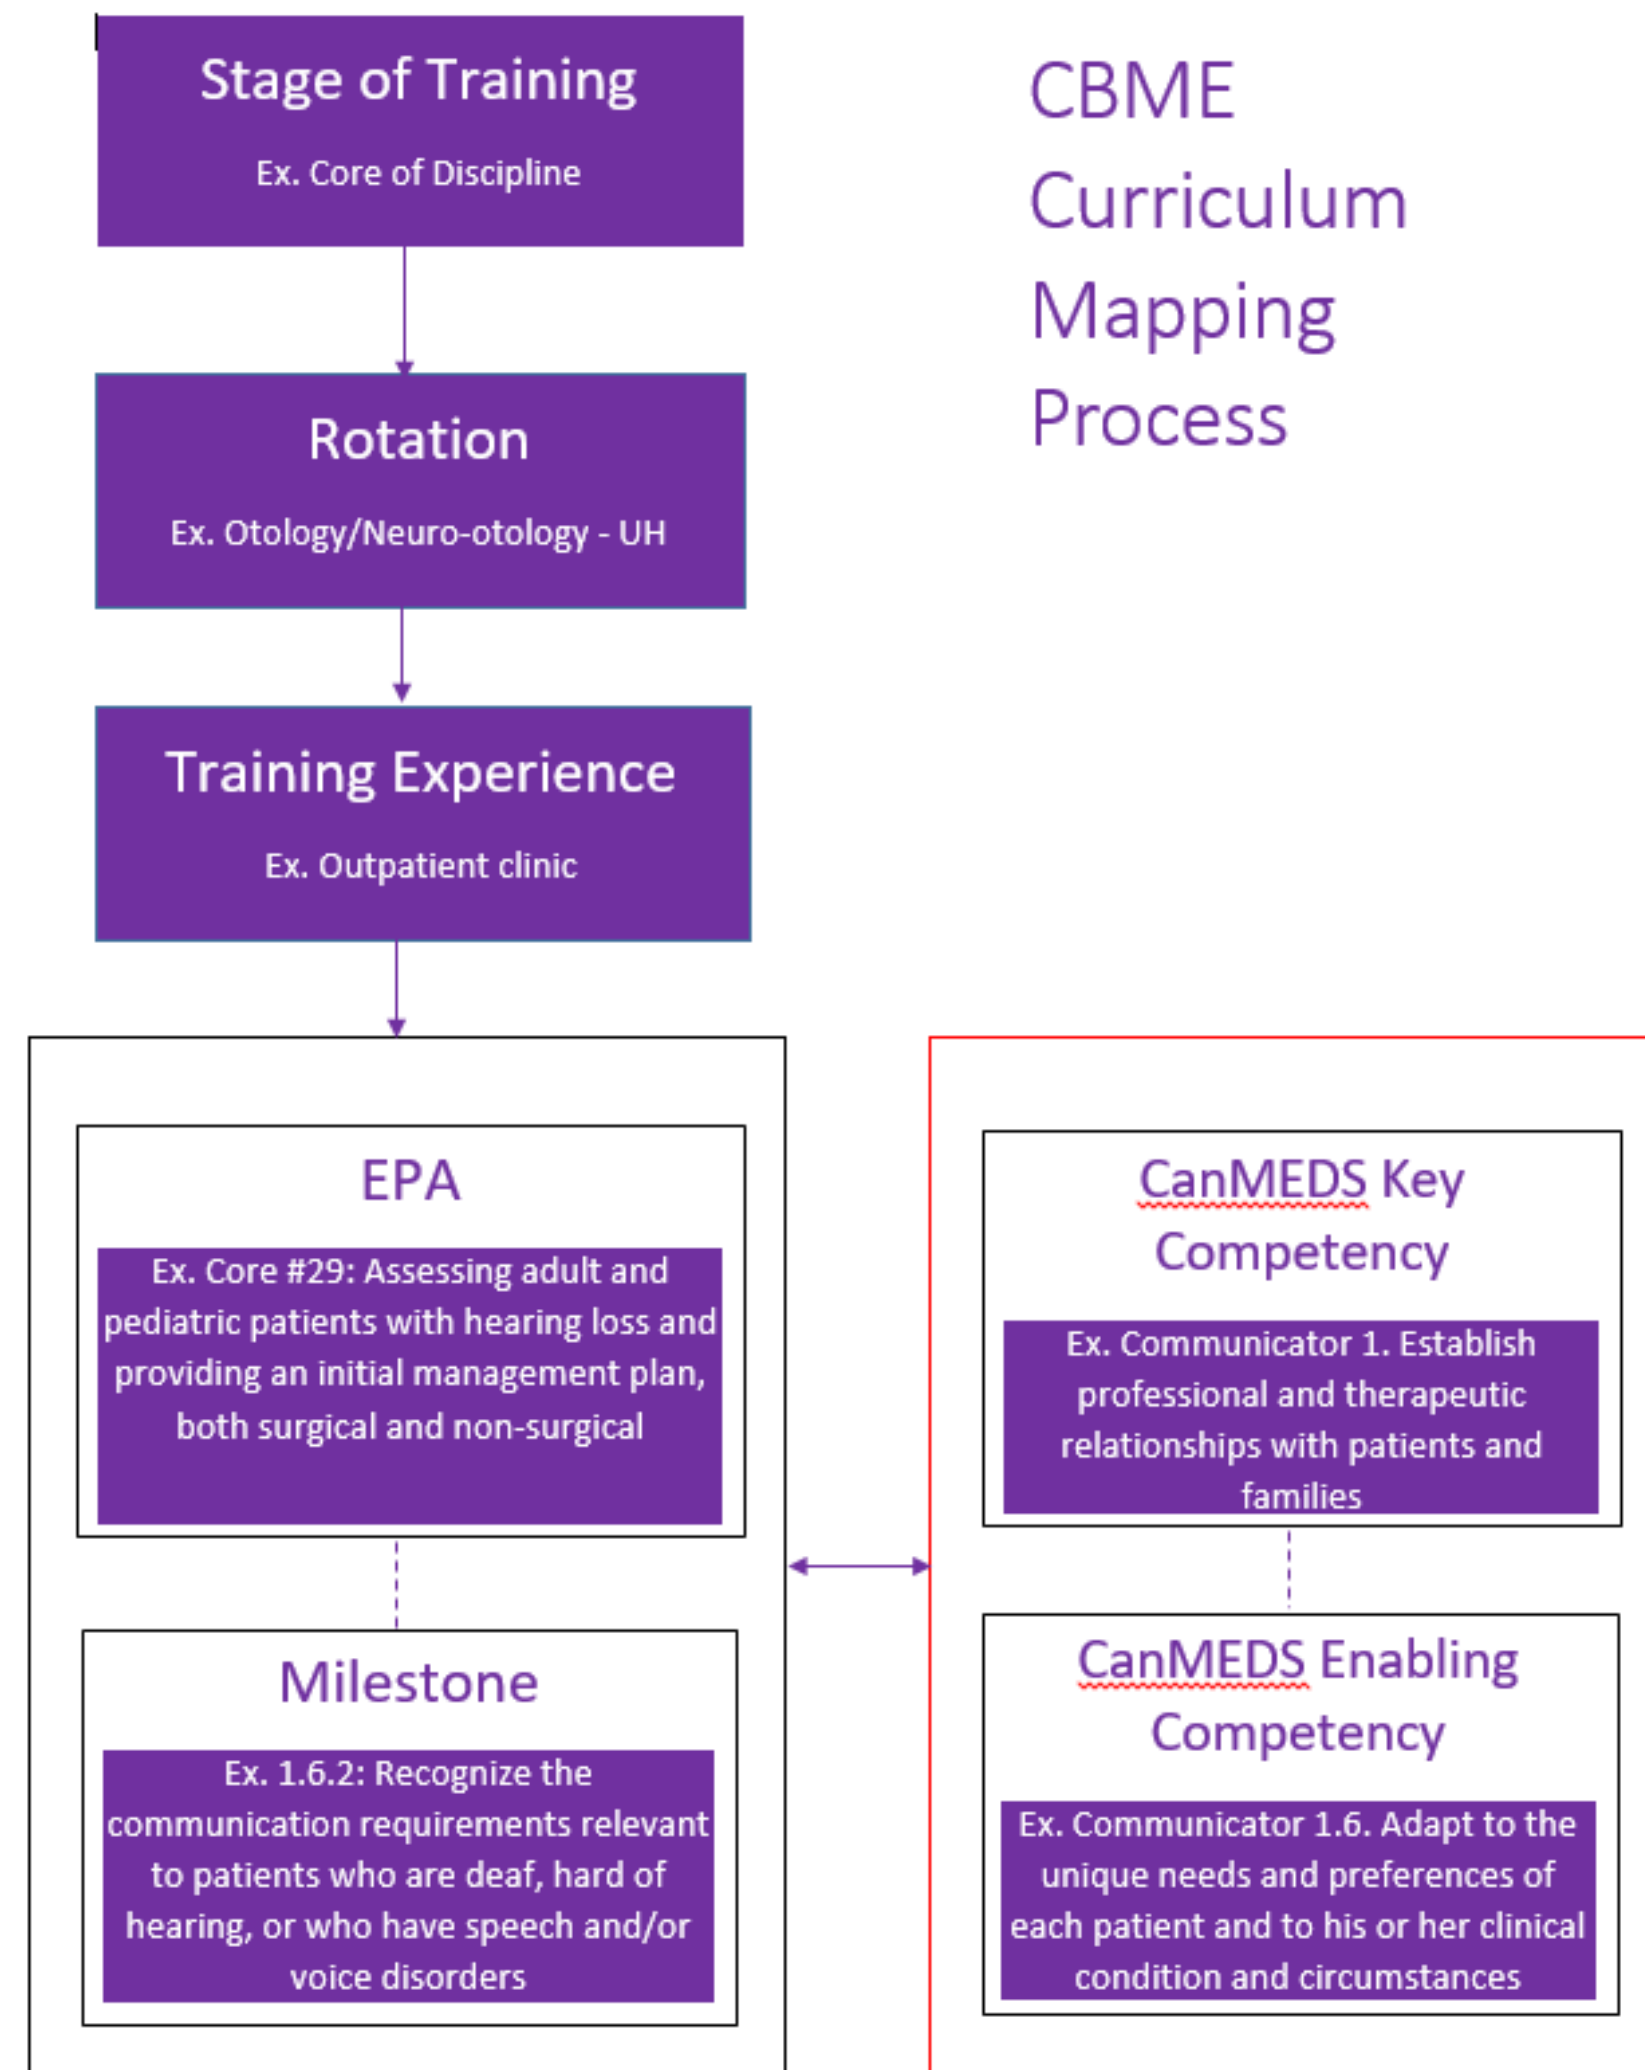 Stage of Training
Ex. Core of Discipline
CBME
Curriculum
Mapping
Process
Rotation
Ex. Otology/Neuro-otology - UH
Training Experience
Ex. Outpatient clinic
EPA
Ex. Core #29: Assessing adult and
pediatric patients with hearing loss and
providing an initial management plan,
both surgical and non-surgical
Milestone
Ex. 1.6.2: Recognize the
communication requirements relevant
to patients who are deaf, hard of
hearing, or who have speech and/or
voice disorders
CanMEDS Key
Competency
Ex. Communicator 1. Establish
professional and therapeutic
relationships with patients and
families
CanMEDS Enabling
Competency
Ex. Communicator 1.6. Adapt to the
unique needs and preferences of
each patient and to his or her clinical
condition and circumstances